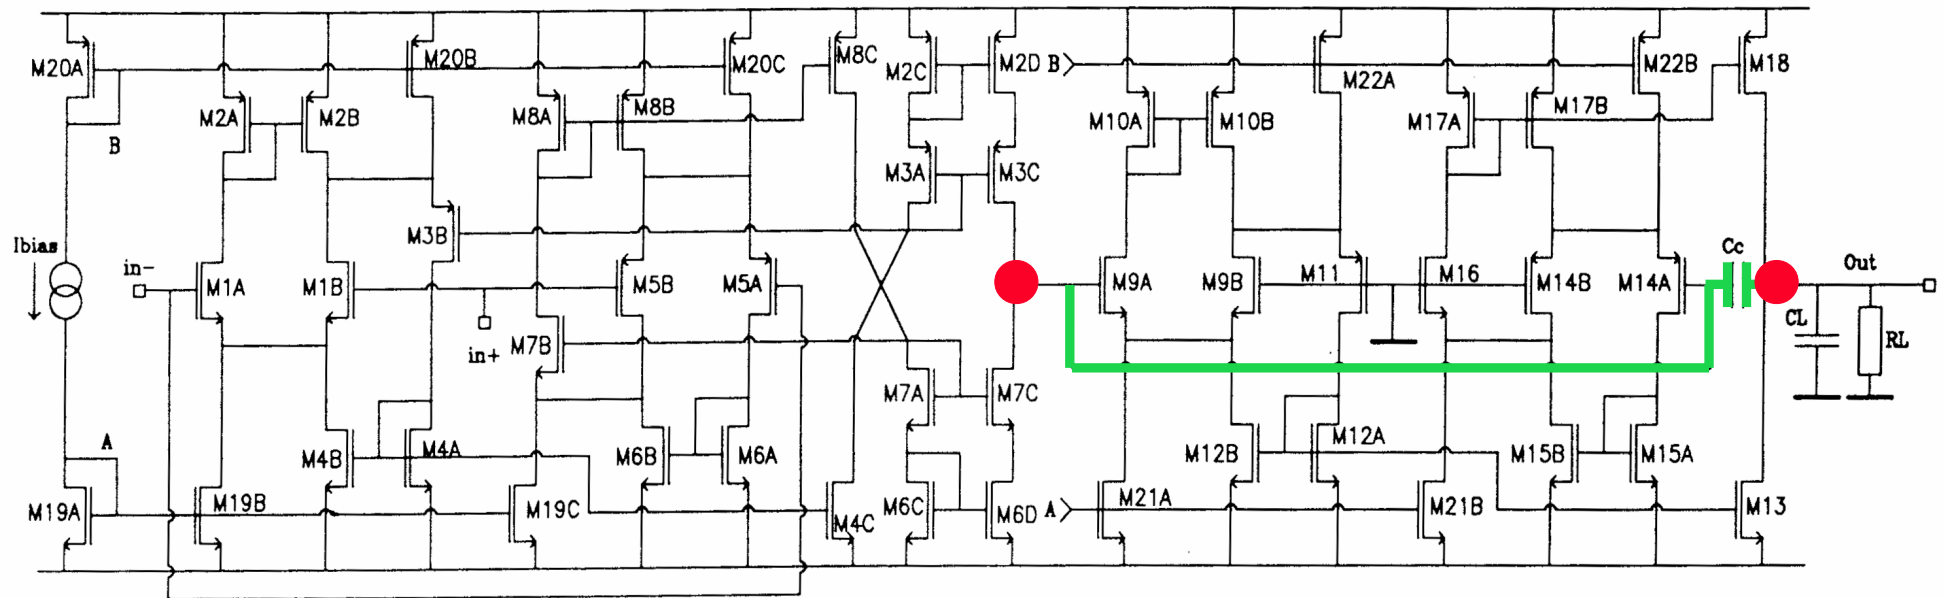 M20A
M20B
M20C
M8C
M2C
M2D
B
M22A
M22B
M18
M2A
M2B
M8A
M8B
M10A
M10B
M17A
M17B
B
M3A
M3C
M3B
Ibias
in-
M1A
M1B
M5B
M5A
M9A
M9B
M11
M16
M14B
M14A
Cc
Out
in+
M7B
CL
RL
M7A
M7C
A
M4B
M4A
M6B
M6A
M12B
M12A
M15B
M15A
M19A
M19B
M19C
M4C
M6C
M6D
A
M21A
M21B
M13